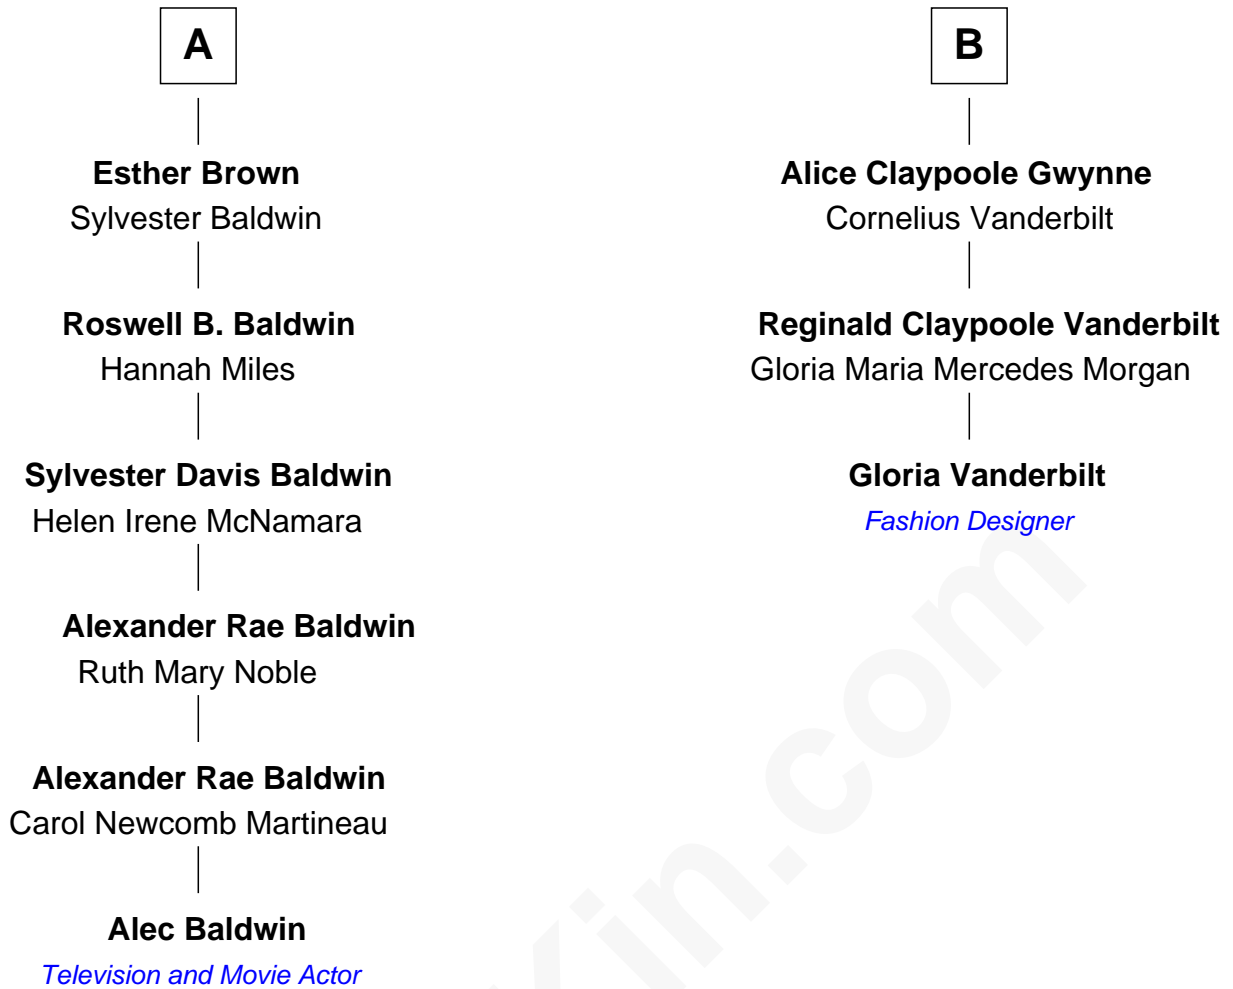 A
Esther Brown
Sylvester Baldwin
Roswell B. Baldwin
Hannah Miles
Sylvester Davis Baldwin
Helen Irene McNamara
Alexander Rae Baldwin
Ruth Mary Noble
Alexander Rae Baldwin
Carol Newcomb Martineau
Alec Baldwin
Television and Movie Actor
B
Alice Claypoole Gwynne
Cornelius Vanderbilt
Reginald Claypoole Vanderbilt
Gloria Maria Mercedes Morgan
Gloria Vanderbilt
Fashion Designer
Kin.com